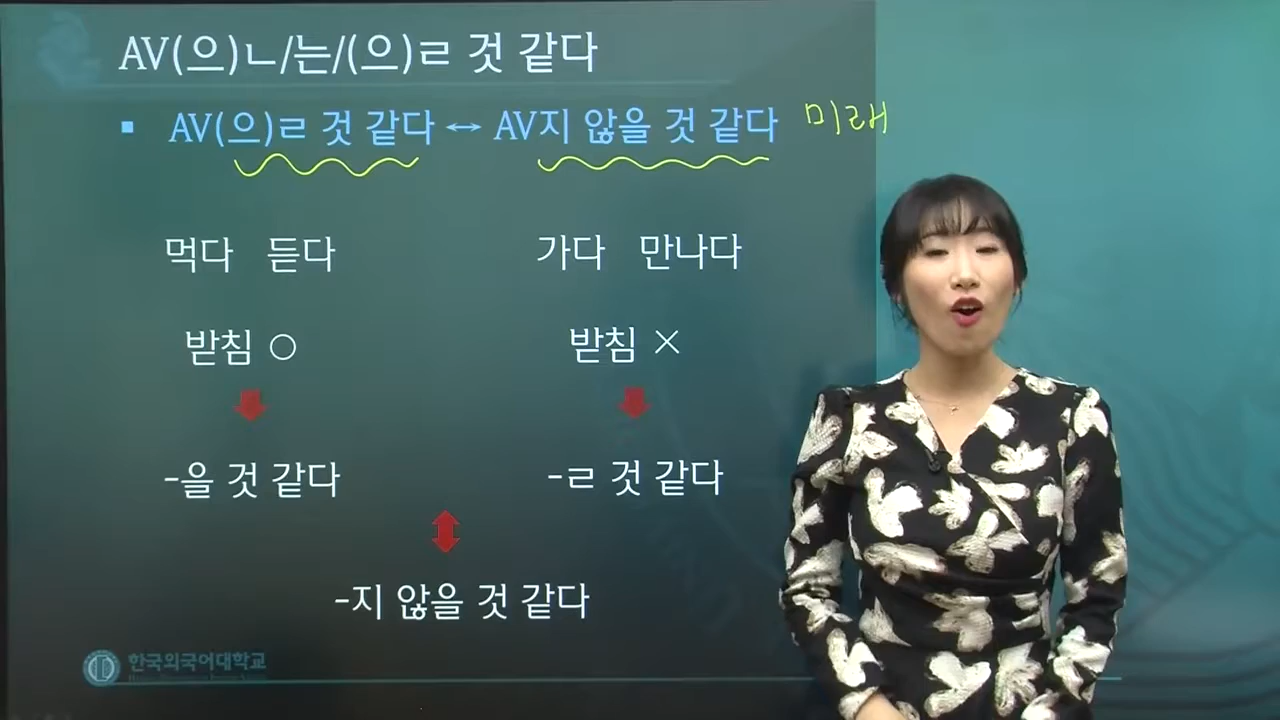 AV(으)ㄴ/는/(으)ㄹ 것 같다
▪ AV(으)ㄹ 것 같다 ↔ AV지 않을 것 같다 미래
먹다 듣다 가다 만나다
받침 ○ 받침 ×
-을 것 같다 -ㄹ 것 같다
-지 않을 것 같다
한국외국어대학교